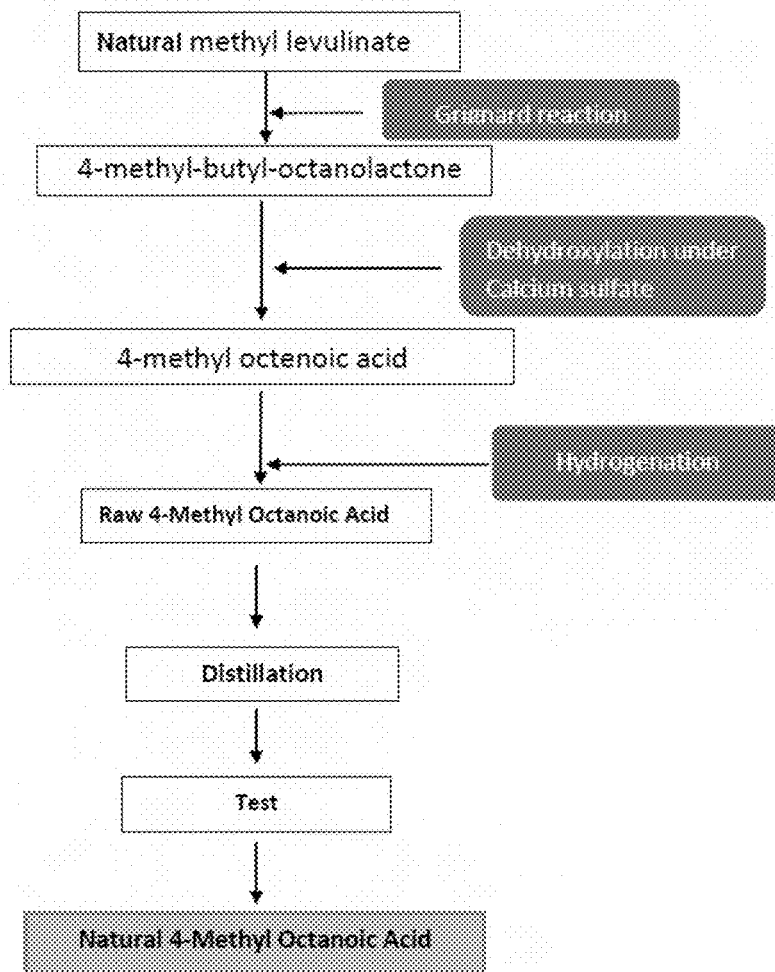 Natural methyl levulinate
Grienard reaction
4-methyl-butyl-octanolactone
Dehydroxylation under
Calcium sulfate
4-methyl octenoic acid
Hydrogenation
Raw 4-Methyl Octanoic Acid
Distillation
Test
Natural 4-Methyl Octanoic Acid